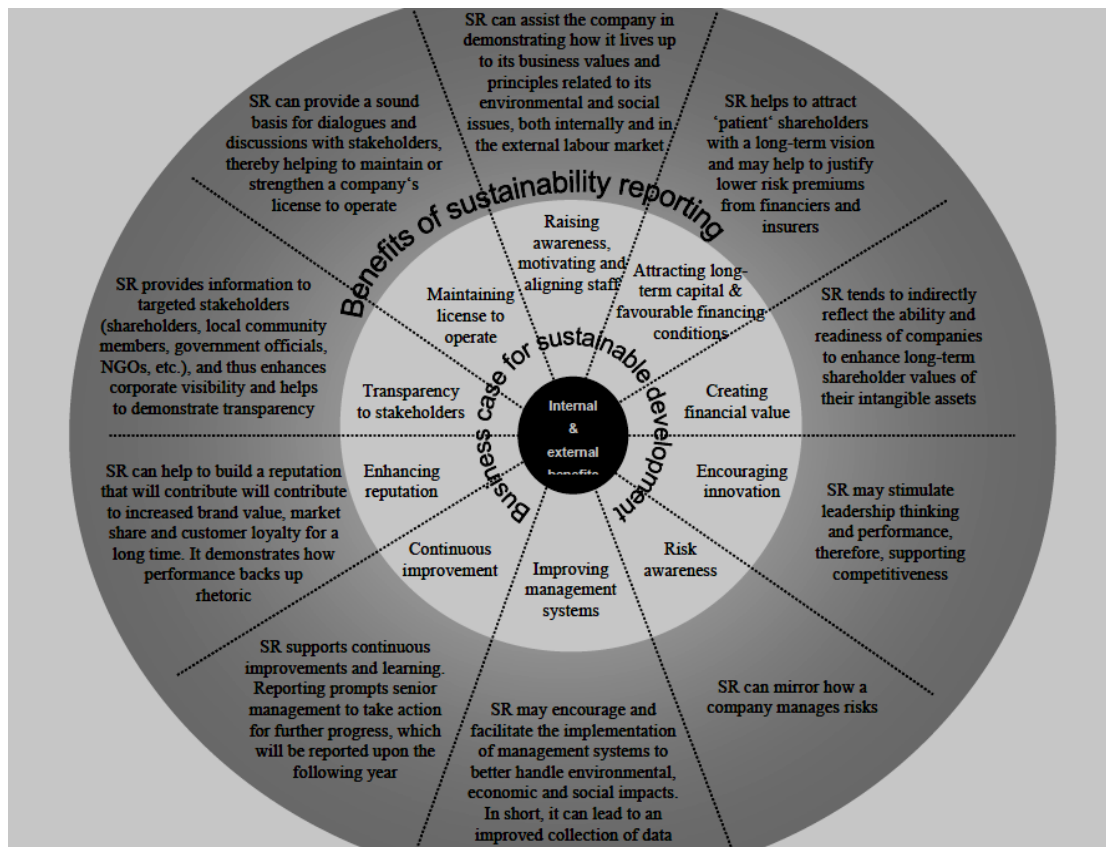 SR can assist the company in
demonstrating how it lives up
to its business values and
principles related to its
environmental and social
issues, both internally and in
the external labour market
SR helps to attract
‘patient‘ shareholders
with a long-term vision
and may help to justify
lower risk premiums
from financiers and
insurers
SR tends to indirectly
reflect the ability and
readiness of companies
to enhance long-term
shareholder values of
their intangible assets
SR may stimulate
leadership thinking
and performance,
therefore, supporting
competitiveness
SR can mirror how a
company manages risks
SR may encourage and
facilitate the implementation
of management systems to
better handle environmental,
economic and social impacts.
In short, it can lead to an
improved collection of data
SR supports continuous
improvements and learning.
Reporting prompts senior
management to take action
for further progress, which
will be reported upon the
following year
SR can help to build a reputation
that will contribute will contribute
to increased brand value, market
share and customer loyalty for a
long time. It demonstrates how
performance backs up
rhetoric
SR provides information to
targeted stakeholders
(shareholders, local community
members, government officials,
NGOs, etc.), and thus enhances
corporate visibility and helps
to demonstrate transparency
SR can provide a sound
basis for dialogues and
discussions with stakeholders,
thereby helping to maintain or
strengthen a company‘s
license to operate
Benefits of sustainability reporting
Raising
awareness,
motivating and
aligning staff
Attracting long-
term capital &
favourable financing
conditions
Creating
financial value
Encouraging
innovation
Risk
awareness
Improving
management
systems
Continuous
improvement
Enhancing
reputation
Transparency
to stakeholders
Maintaining
license to
operate
Business case for sustainable development
Internal
&
external
benefits